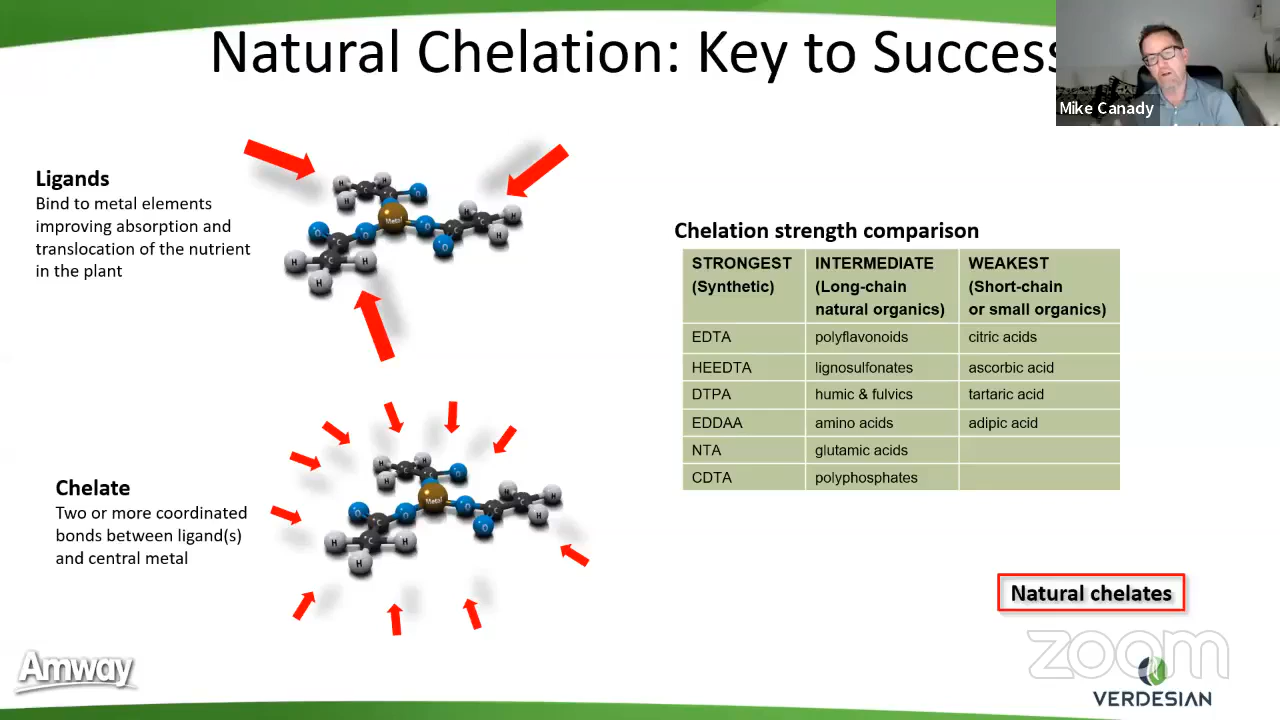 Natural Chelation: Key to Success
Mike Canady
Ligands
Bind to metal elements
improving absorption and
translocation of the nutrient
in the plant
H
H
H
C
O
Metal
O
C
H
O
H
C
H
O
O
C
C
H
H
H
Chelation strength comparison
STRONGEST
(Synthetic)
INTERMEDIATE
(Long-chain
natural organics)
WEAKEST
(Short-chain
or small organics)
EDTA
polyflavonoids
citric acids
HEEDTA
lignosulfonates
ascorbic acid
DTPA
humic & fulvics
tartaric acid
EDDAA
amino acids
adipic acid
NTA
glutamic acids
CDTA
polyphosphates
Chelate
Two or more coordinated
bonds between ligand(s)
and central metal
H
H
H
C
O
Metal
O
C
H
O
H
C
H
O
O
C
C
H
H
H
Natural chelates
zoom
Amway
VERDESIAN